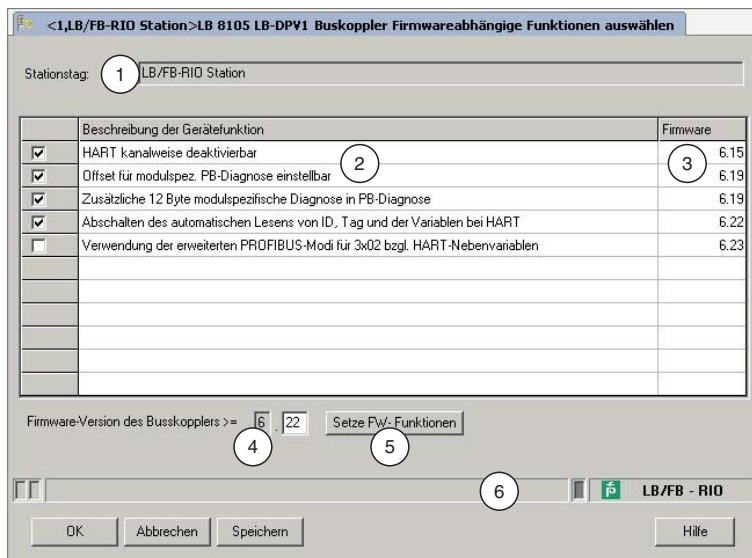 <1,LB/FB-RIO Station>LB 8105 LB-DPV1 Buskoppler Firmwareabhängige Funktionen auswählen
Stationstag: 1 LB/FB-RIO Station
Beschreibung der Gerätefunktion Firmware
HART kanalweise deaktivierbar 6.15
2 3
Offset für modulspez. PB-Diagnose einstellbar 6.19
Zusätzliche 12 Byte modulspezifische Diagnose in PB-Diagnose 6.19
Abschalten des automatischen Lesens von ID, Tag und der Variablen bei HART 6.22
Verwendung der erweiterten PROFIBUS-Modi für 3x02 bzgl. HART-Nebenvariablen 6.23
Firmware-Version des Busskopplers >= 6 . 22 Setze FW- Funktionen
4 5
6 LB/FB - RIO
OK Abbrechen Speichern Hilfe